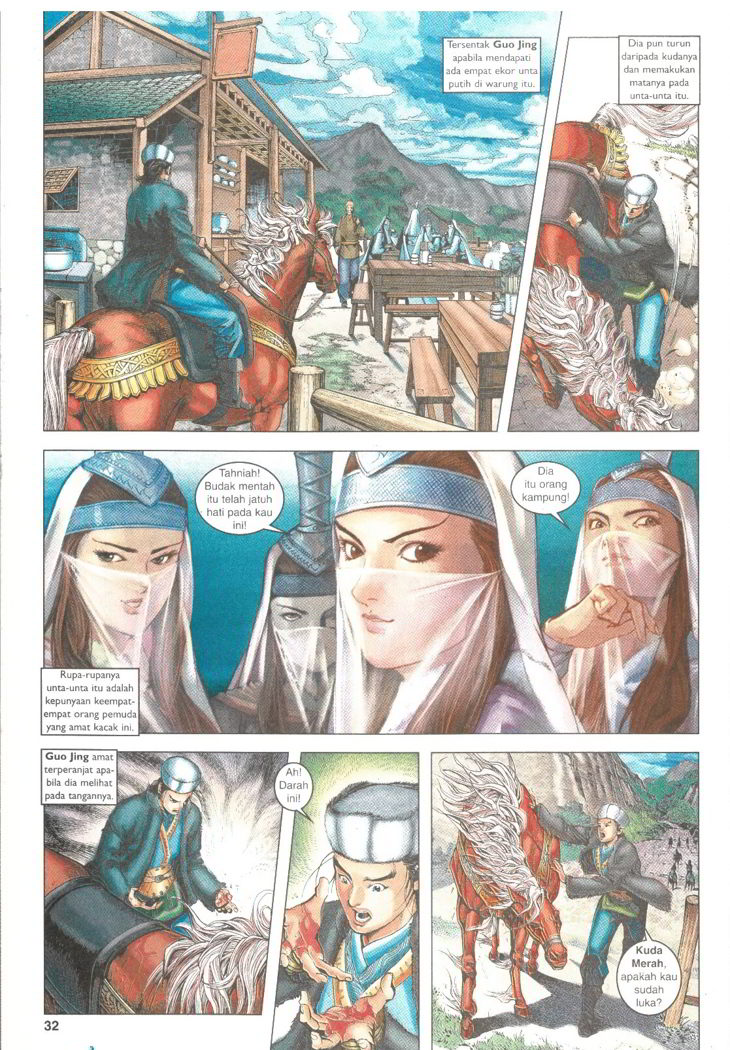 Tersentak Guo Jing
apabila mendapati
ada empat ekor unta
putih di warung itu.
Dia pun turun
daripada kudanya
dan memakukan
matanya pada
unta-unta itu.
Tahniah!
Budak mentah
itu telah jatuh
hati pada kau
ini!
Dia
itu orang
kampung!
Rupa-rupanya
unta-unta itu adalah
kepunyaan keempat-
empat orang pemuda
yang amat kacak ini.
Guo Jing amat
terperanjat apa-
bila dia melihat
pada tangannya.
Ah!
Darah
ini!
Kuda
Merah,
apakah kau
sudah
luka?
32